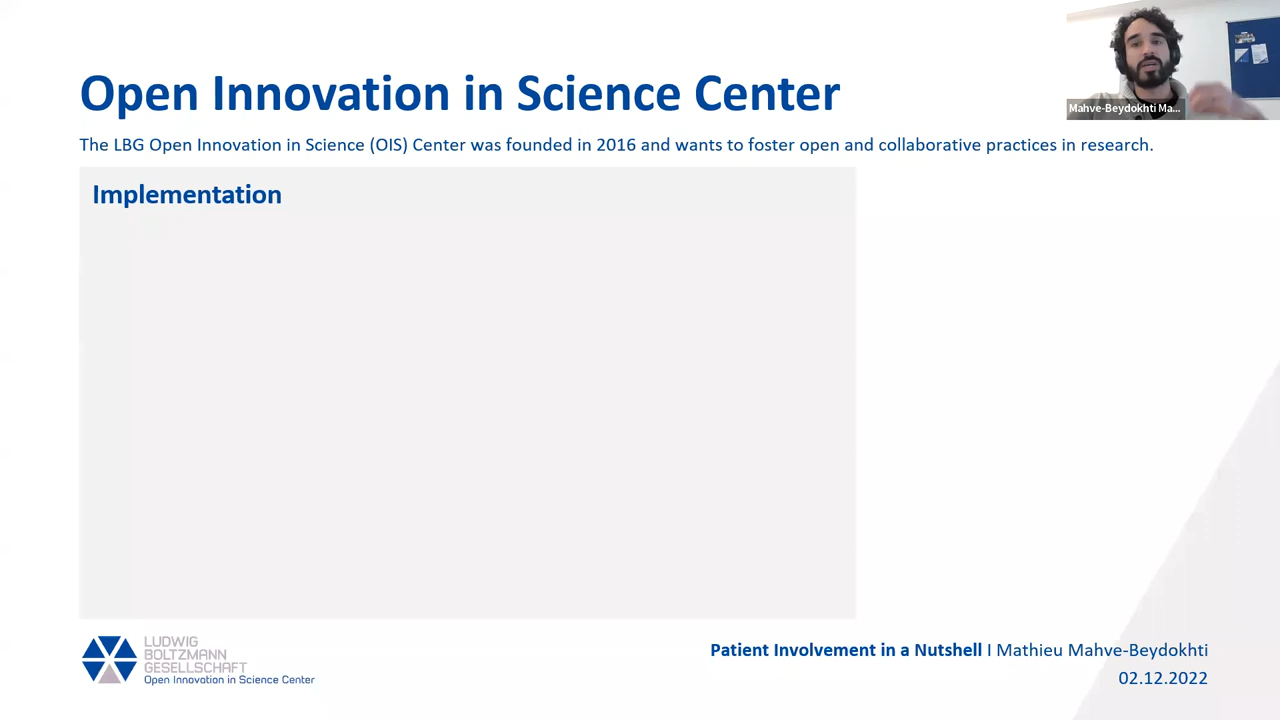 Open Innovation in Science Center
Mahve-Beydokhti Ma...
The LBG Open Innovation in Science (OIS) Center was founded in 2016 and wants to foster open and collaborative practices in research.
Implementation
LUDWIG
BOLTZMANN
GESELLSCHAFT
Open Innovation in Science Center
Patient Involvement in a Nutshell I Mathieu Mahve-Beydokhti
02.12.2022